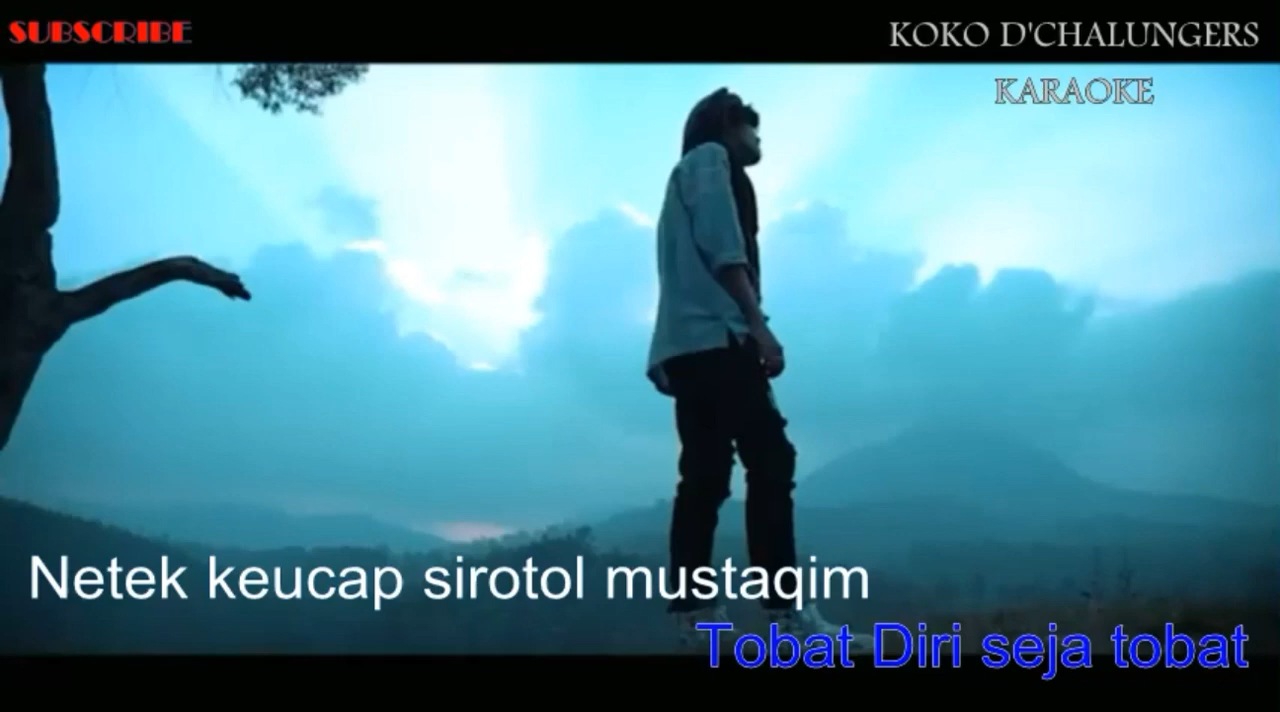 SUBSCRIBE
KOKO D'CHALUNGERS
KARAOKE
Netek keucap sirotol mustaqim
Tobat Diri seja tobat